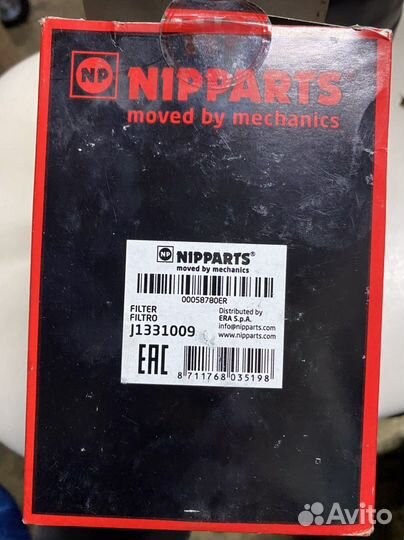 NP NIPPARTS®
moved by mechanics
NP NIPPARTS®
moved by mechanics
00058780ER
FILTER
FILTRO
J1331009
Distributed by
ERA S.p.A.
info@nipparts.com
www.nipparts.com
EAC
8 711768 035198
Avito